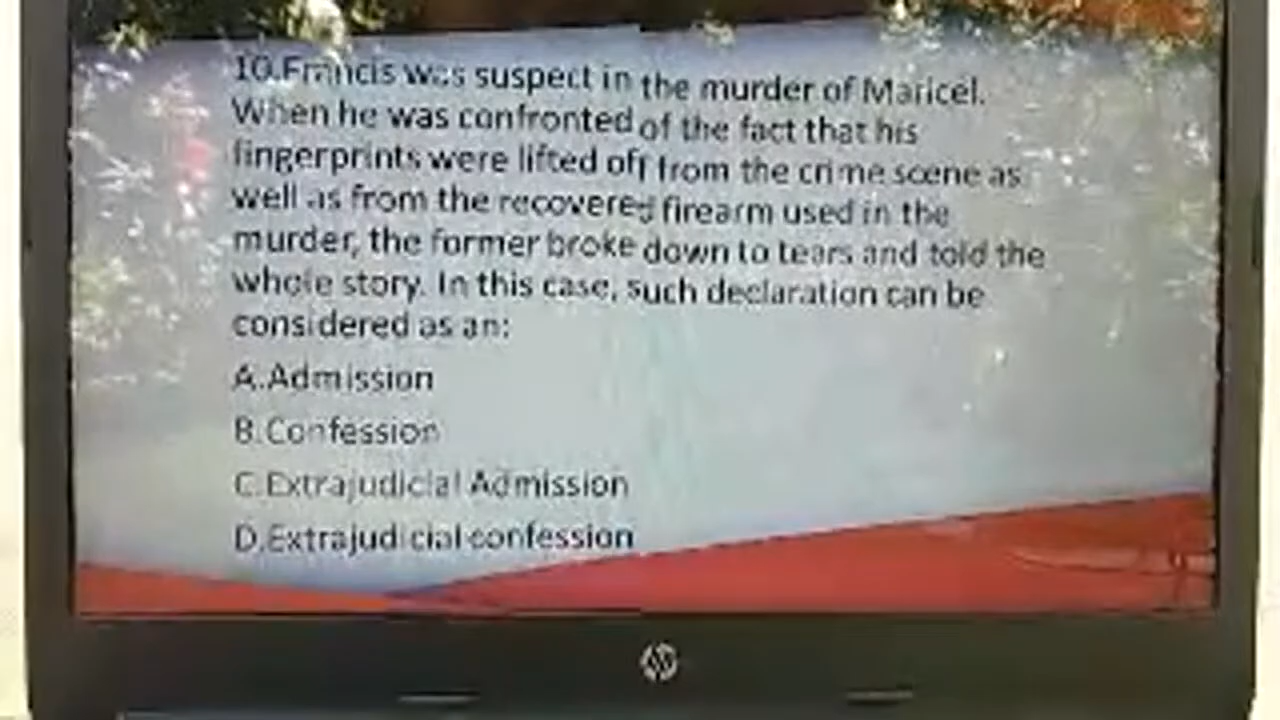 10.Francis was suspect in the murder of Maricel.
When he was confronted of the fact that his
fingerprints were lifted off from the crime scene as
well as from the recovered firearm used in the
murder, the former broke down to tears and told the
whole story. In this case, such declaration can be
considered as an:
A.Admission
B.Confession
C.Extrajudicial Admission
D.Extrajudicial confession
hp